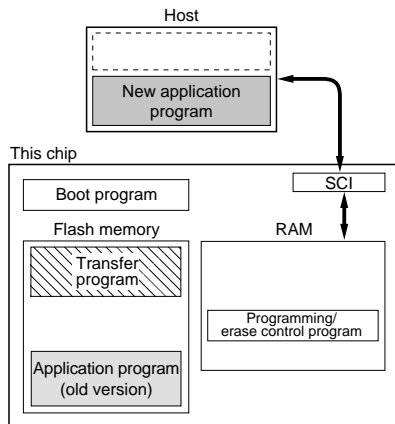 Host
New application
program
This chip
SCI
Boot program
Flash memory
RAM
Transfer
program
Programming/
erase control program
Application program
(old version)